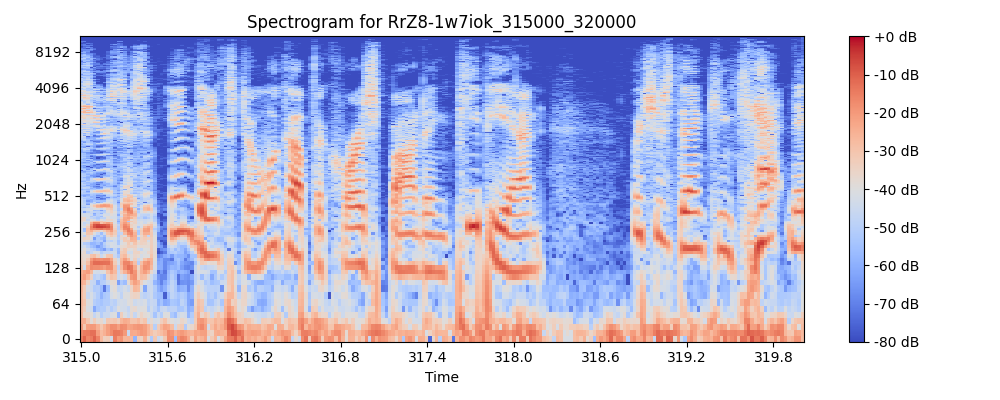 Spectrogram for RrZ8-1w7iok_315000_320000
Hz
8192
4096
2048
1024
512
256
128
64
0
315.0 315.6 316.2 316.8 317.4 318.0 318.6 319.2 319.8
Time
+0 dB
-10 dB
-20 dB
-30 dB
-40 dB
-50 dB
-60 dB
-70 dB
-80 dB